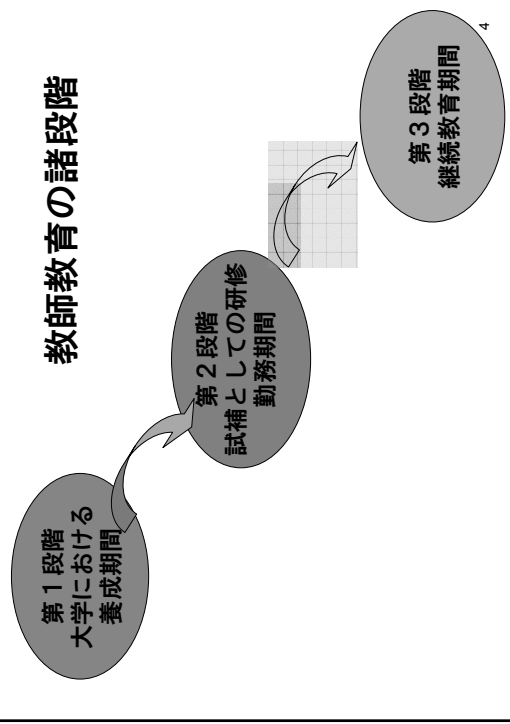 教師教育の諸段階
第１段階
大学における
養成期間
第２段階
試補としての研修
勤務期間
第３段階
継続教育期間
4